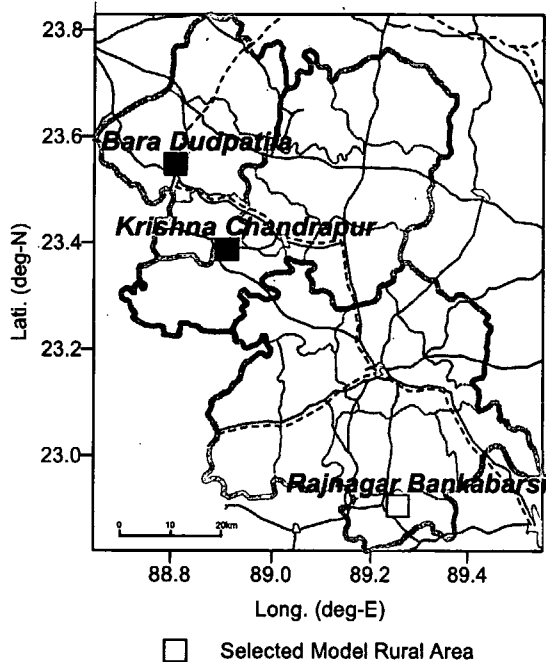 23.8
23.6
Bara Dudpatila
Krishna Chandrapur
23.4
Lati. (deg-N)
23.2
23.0
Rajnagar Bankabarsi
0 10 20km
88.8 89.0 89.2 89.4
Long. (deg-E)
Selected Model Rural Area